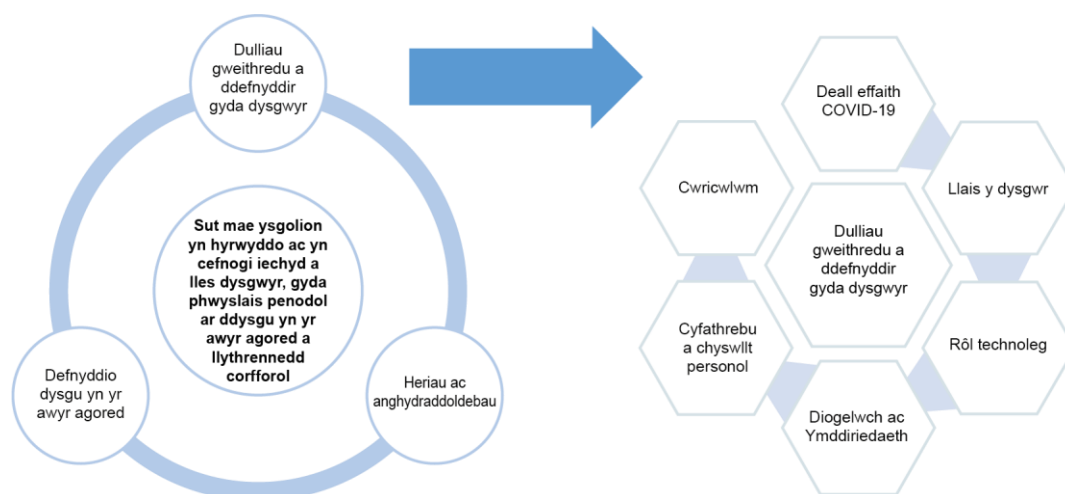 Dulliau
gweithredu a
ddefnyddir
gyda dysgwyr
Sut mae ysgolion
yn hyrwyddo ac yn
cefnogi iechyd a
lles dysgwyr, gyda
phwyslais penodol
ar ddysgu yn yr
awyr agored a
llythrennedd
corfforol
Defnyddio
dysgu yn yr
awyr agored
Heriau ac
anghydraddoldebau
Deall effaith
COVID-19
Cwricwlwm
Llais y dysgwr
Dulliau
gweithredu a
ddefnyddir
gyda dysgwyr
Cyfathrebu
a chyswllt
personol
Rôl technoleg
Diogelwch ac
Ymddiriedaeth